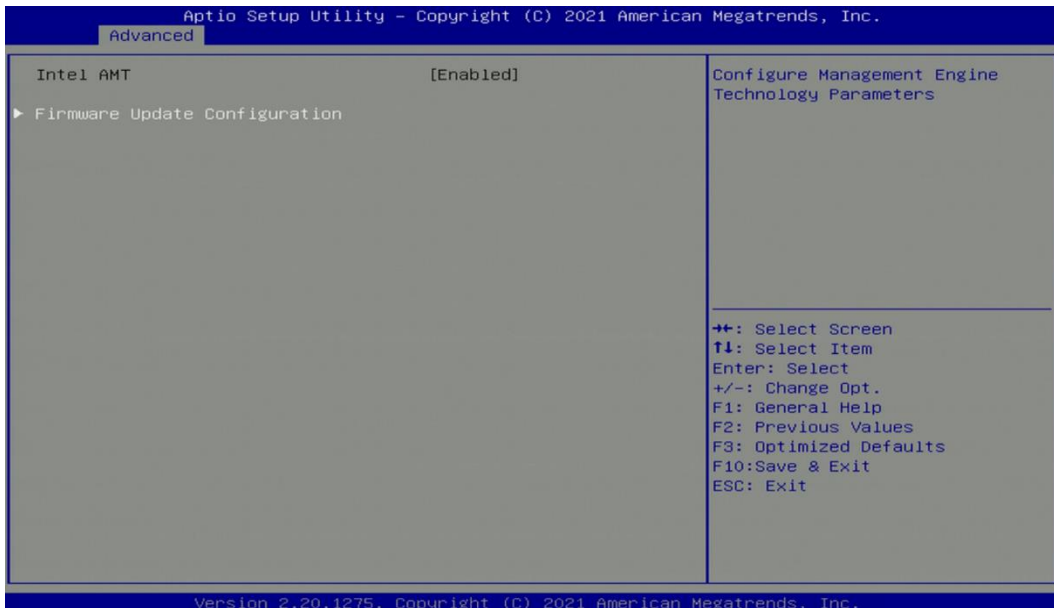 Aptio Setup Utility – Copyright (C) 2021 American Megatrends, Inc.
Advanced
Intel AMT [Enabled]
► Firmware Update Configuration
Configure Management Engine
Technology Parameters
→←: Select Screen
↑↓: Select Item
Enter: Select
+/-: Change Opt.
F1: General Help
F2: Previous Values
F3: Optimized Defaults
F10:Save & Exit
ESC: Exit
Version 2.20.1275. Copyright (C) 2021 American Megatrends, Inc.